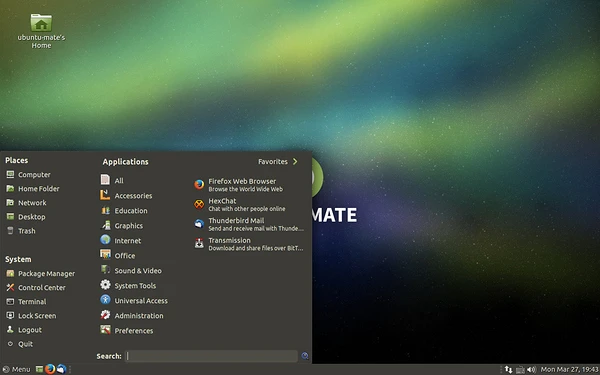 ubuntu-mate's
Home
Places
Computer
Home Folder
Network
Desktop
Trash
System
Package Manager
Control Center
Terminal
Lock Screen
Logout
Quit
Applications
All
Accessories
Education
Graphics
Internet
Office
Sound & Video
System Tools
Universal Access
Administration
Preferences
Favorites
Firefox Web Browser
Browse the World Wide Web
HexChat
Chat with other people online
Thunderbird Mail
Send and receive mail with Thunde...
Transmission
Download and share files over BitT...
Search:
MATE
Menu
Mon Mar 27, 19:43